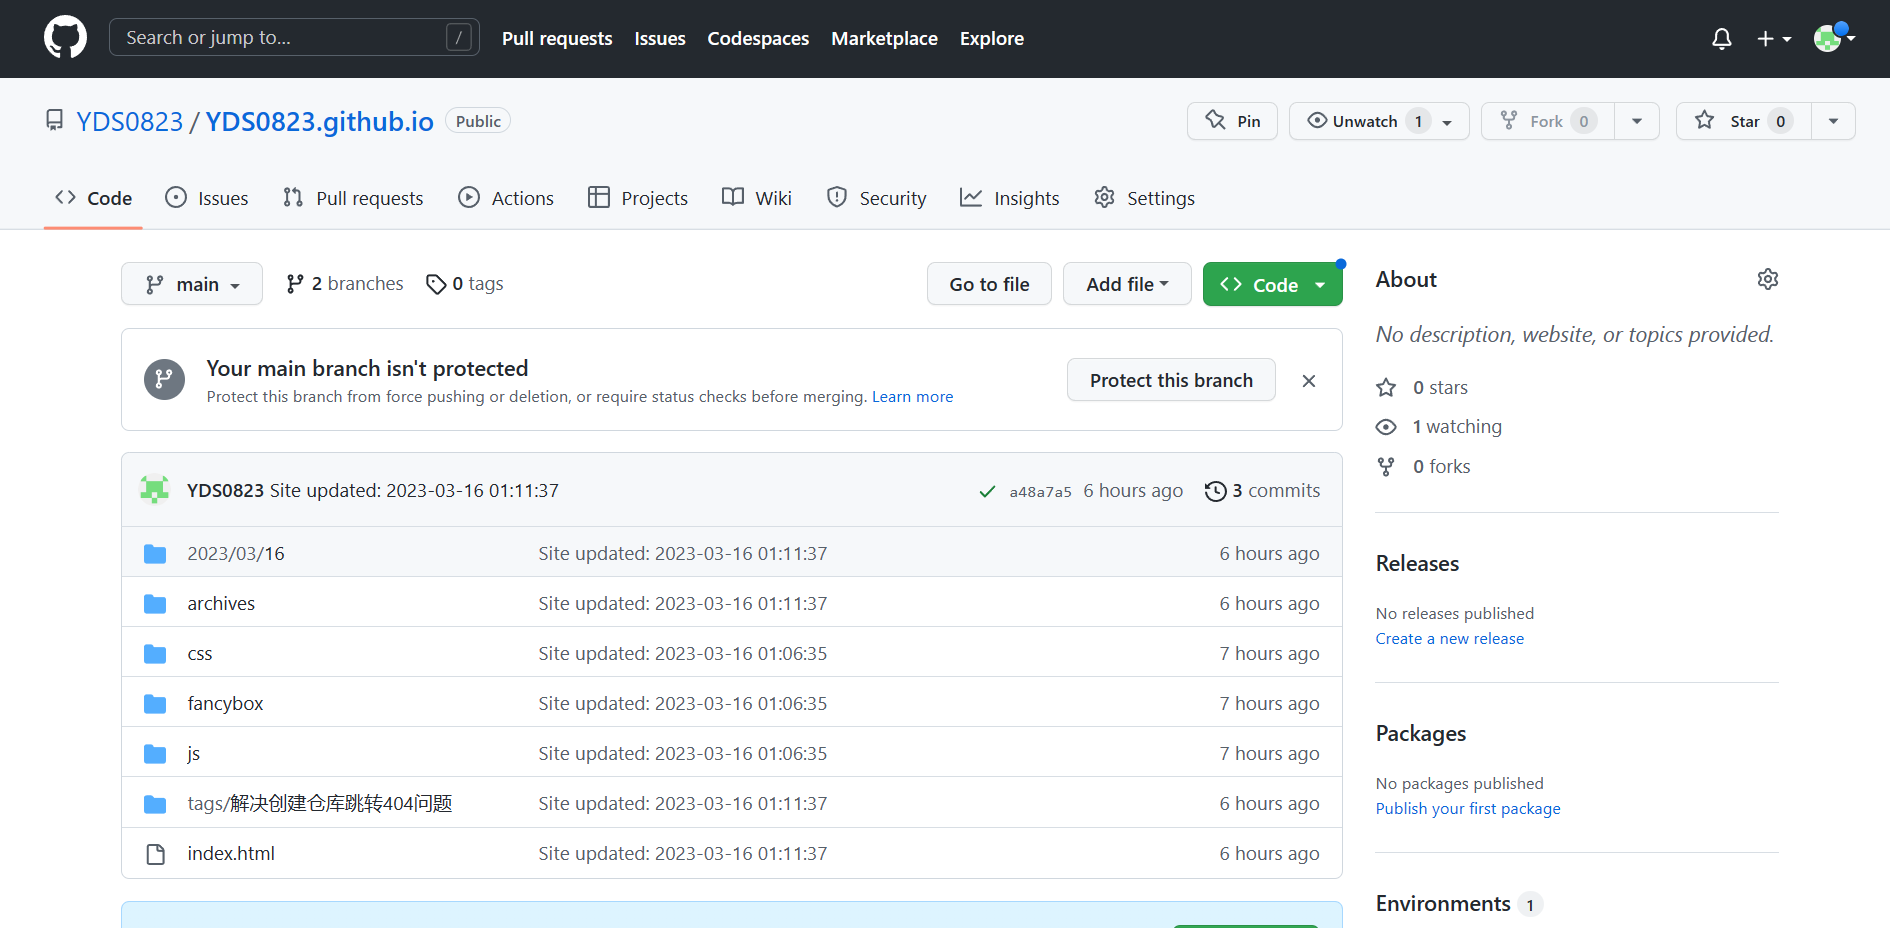 Search or jump to... / Pull requests Issues Codespaces Marketplace Explore
YDS0823 / YDS0823.github.io Public Pin Unwatch 1 Fork 0 Star 0
Code Issues Pull requests Actions Projects Wiki Security Insights Settings
main 2 branches 0 tags Go to file Add file Code
About
No description, website, or topics provided.
Your main branch isn't protected
Protect this branch from force pushing or deletion, or require status checks before merging. Learn more
Protect this branch
0 stars
1 watching
0 forks
YDS0823 Site updated: 2023-03-16 01:11:37 a48a7a5 6 hours ago 3 commits
2023/03/16 Site updated: 2023-03-16 01:11:37 6 hours ago
archives Site updated: 2023-03-16 01:11:37 6 hours ago
css Site updated: 2023-03-16 01:06:35 7 hours ago
fancybox Site updated: 2023-03-16 01:06:35 7 hours ago
js Site updated: 2023-03-16 01:06:35 7 hours ago
tags/解决创建仓库跳转404问题 Site updated: 2023-03-16 01:11:37 6 hours ago
index.html Site updated: 2023-03-16 01:11:37 6 hours ago
Releases
No releases published
Create a new release
Packages
No packages published
Publish your first package
Environments 1